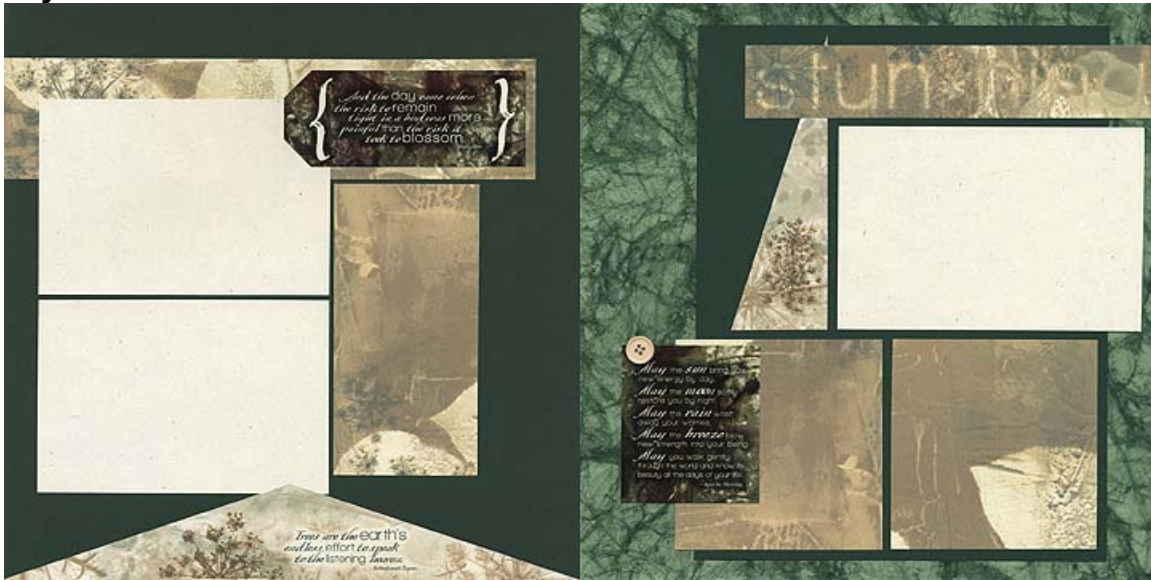 And the day came when
the risk to remain
tight in a bud was more
painful than the risk it
took to blossom.
stun
May the sun bring you
new energy by day.
May the moon softly
restore you by night.
May the rain wash
away your worries.
May the breeze blow
new strength into your being.
May you walk gently
through the world and know its
beauty all the days of your life.
Trees are the earth's
endless effort to speak
to the listening heaven.